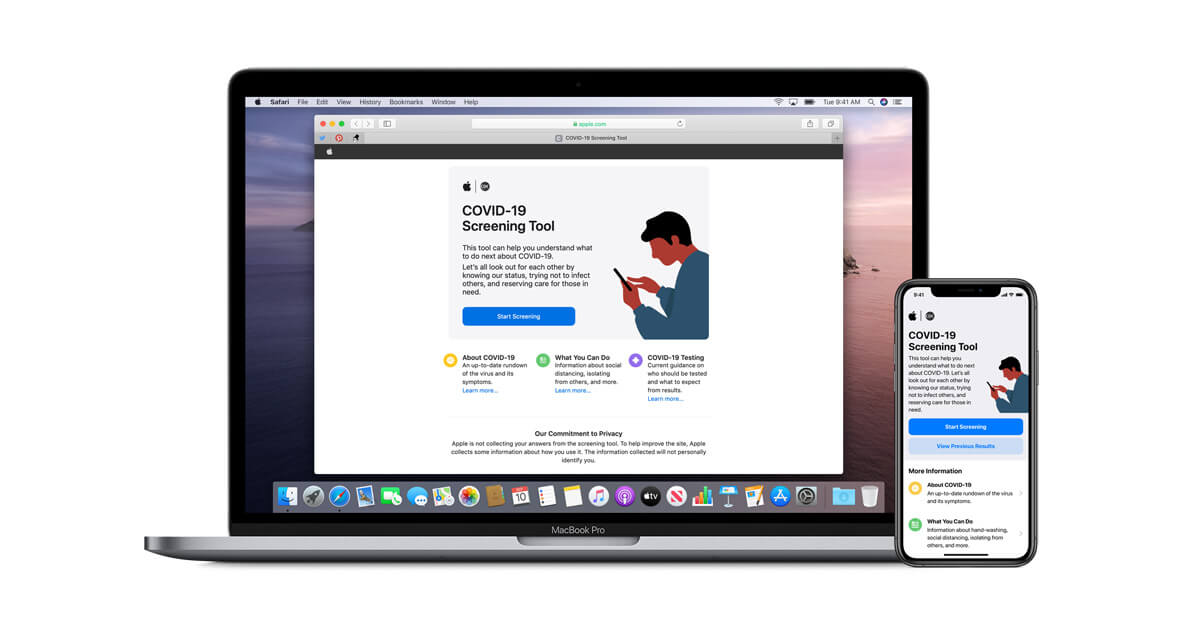 Safari File Edit View History Bookmarks Window Help
Tue 9:41 AM
apple.com
COVID-19 Screening Tool
COVID-19
Screening Tool
This tool can help you understand what
to do next about COVID-19.
Let's all look out for each other by
knowing our status, trying not to infect
others, and reserving care for those in
need.
Start Screening
About COVID-19
An up-to-date rundown
of the virus and its
symptoms.
Learn more...
What You Can Do
Information about social
distancing, isolating
from others, and more.
Learn more...
COVID-19 Testing
Current guidance on
who should be tested
and what to expect
from results.
Learn more...
Our Commitment to Privacy
Apple is not collecting your answers from the screening tool. To help improve the site, Apple
collects some information about how you use it. The information collected will not personally
identify you.
10
tv
MacBook Pro
9:41
COVID-19
Screening Tool
This tool can help you
understand what to do next
about COVID-19. Let's all
look out for each other by
knowing our status, trying
not to infect others, and
reserving care for those in
need.
Start Screening
View Previous Results
More Information
About COVID-19
An up-to-date rundown of the virus
and its symptoms.
What You Can Do
Information about hand-washing,
social distancing, isolating from
others, and more.